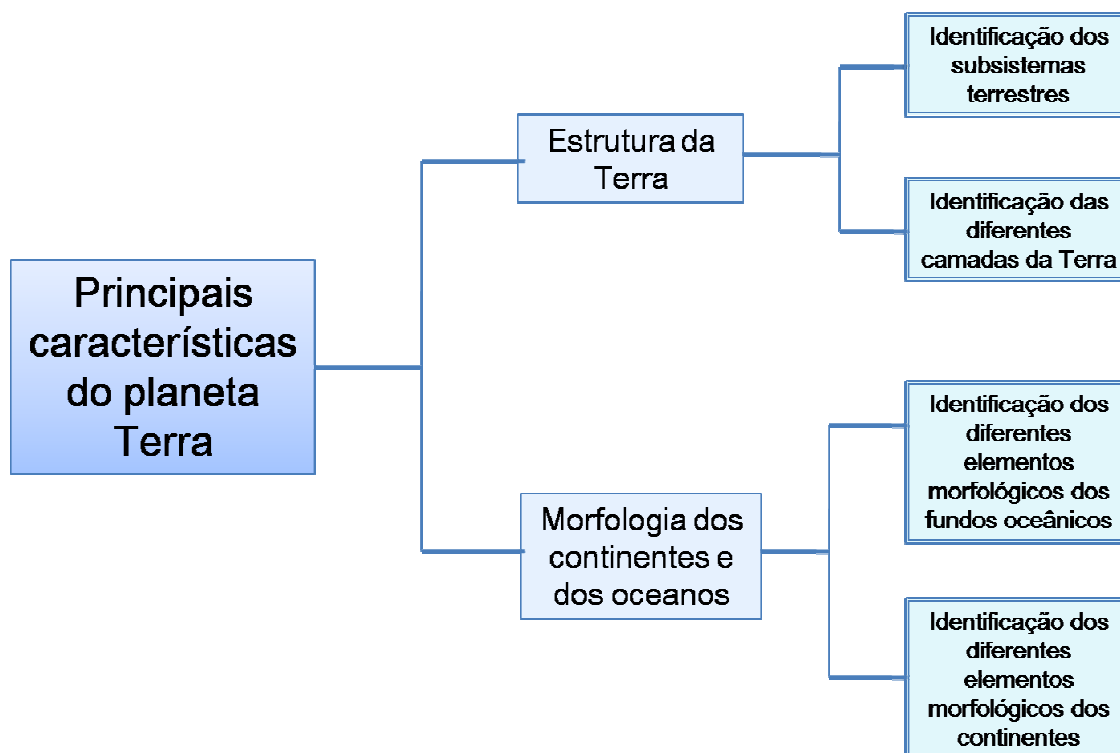 Principais
características
do planeta
Terra
Estrutura da
Terra
Identificação dos
subsistemas
terrestres
Identificação das
diferentes
camadas da Terra
Morfologia dos
continentes e
dos oceanos
Identificação dos
diferentes
elementos
morfológicos dos
fundos oceânicos
Identificação dos
diferentes
elementos
morfológicos dos
continentes